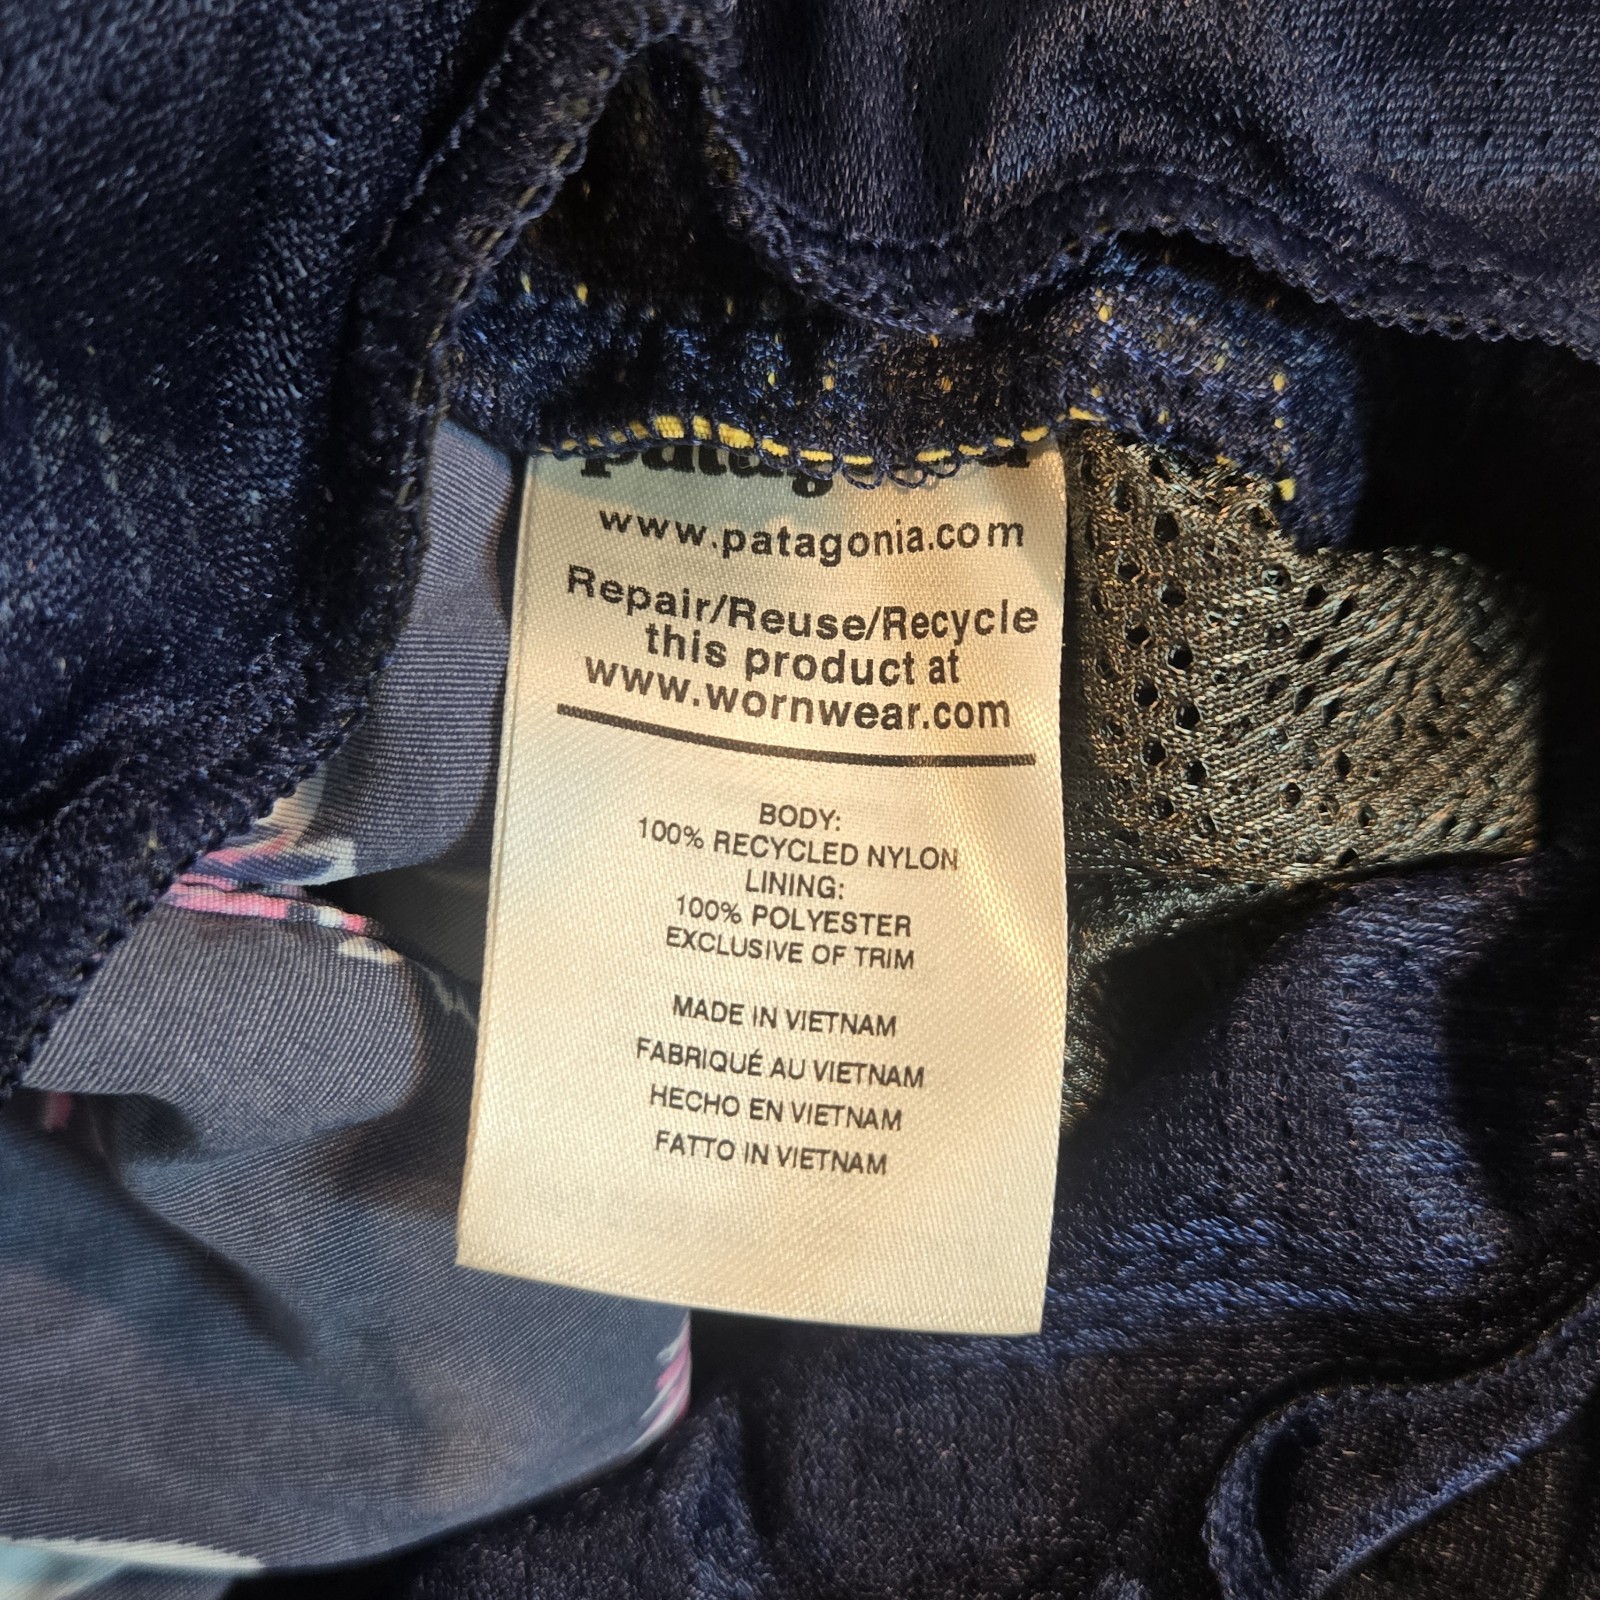 patagonia
www.patagonia.com
Repair/Reuse/Recycle
this product at
www.wornwear.com
BODY:
100% RECYCLED NYLON
LINING:
100% POLYESTER
EXCLUSIVE OF TRIM
MADE IN VIETNAM
FABRIQUÉ AU VIETNAM
HECHO EN VIETNAM
FATTO IN VIETNAM